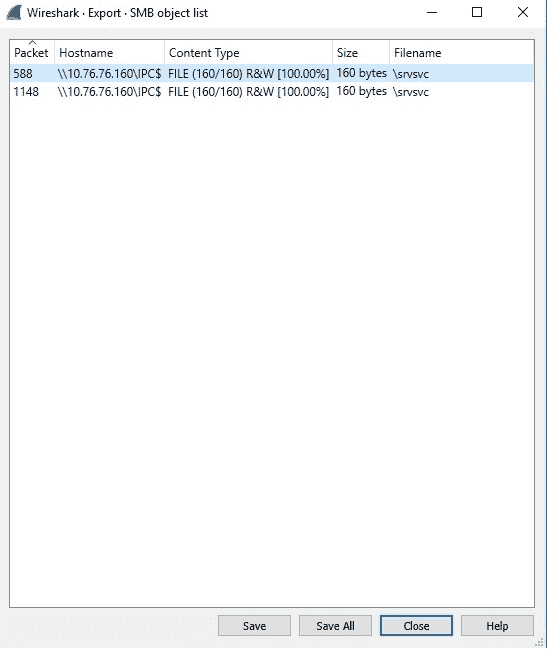 Wireshark · Export · SMB object list
Packet Hostname Content Type Size Filename
588 \\10.76.76.160\IPC$ FILE (160/160) R&W [100.00%] 160 bytes \srvsvc
1148 \\10.76.76.160\IPC$ FILE (160/160) R&W [100.00%] 160 bytes \srvsvc
Save Save All Close Help